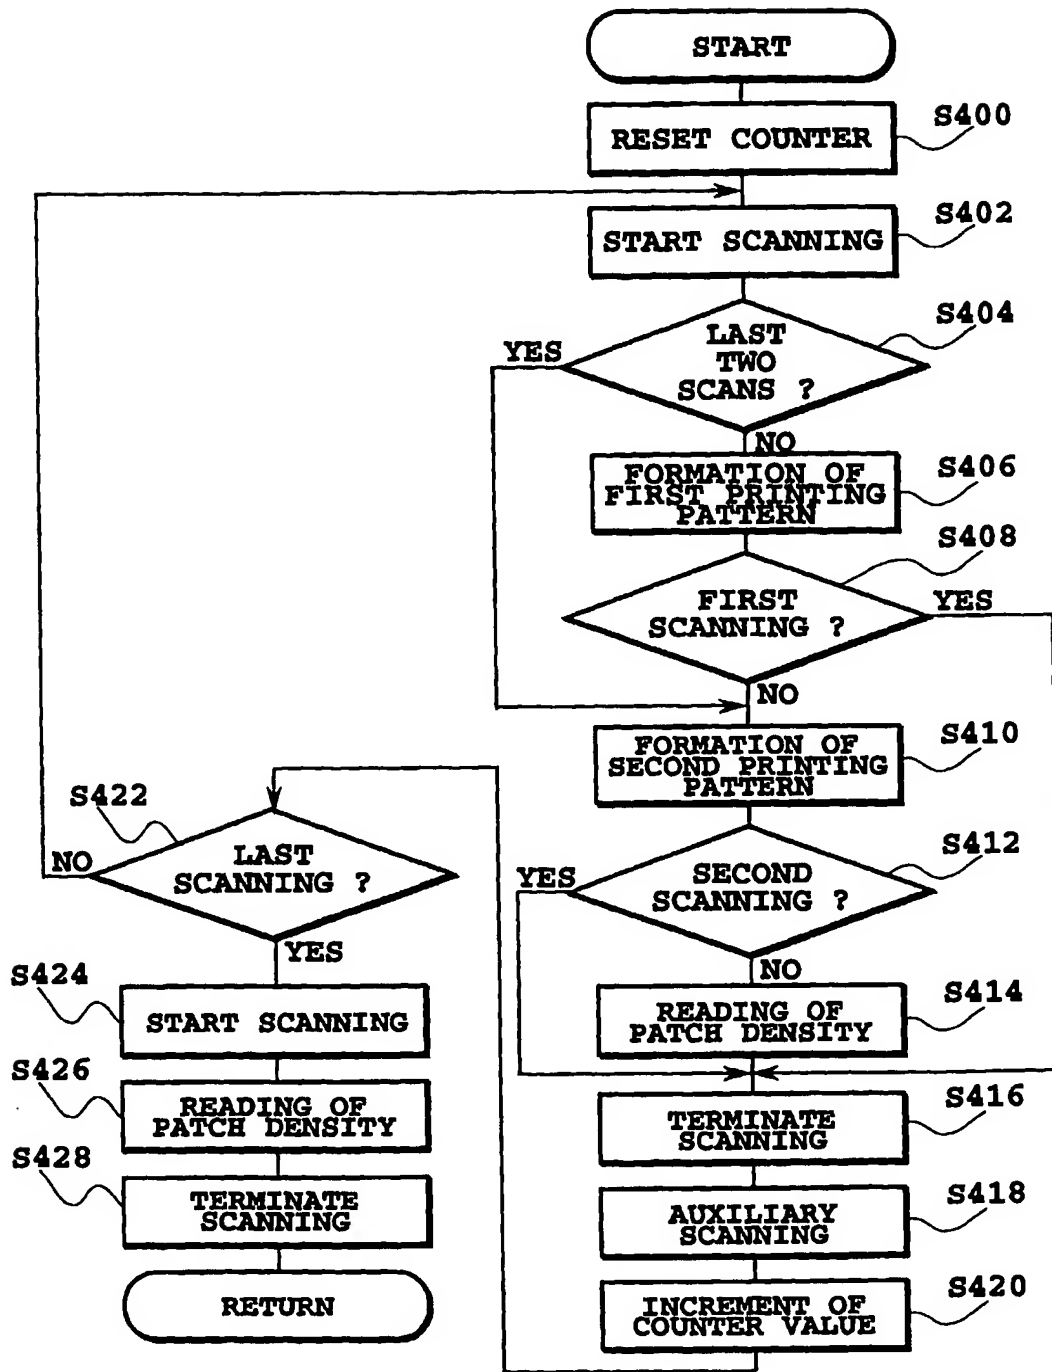 START
RESET COUNTER
S400
START SCANNING
S402
LAST
TWO
SCANS ?
S404
YES
NO
FORMATION OF
FIRST PRINTING
PATTERN
S406
FIRST
SCANNING ?
S408
YES
NO
FORMATION OF
SECOND PRINTING
PATTERN
S410
SECOND
SCANNING ?
S412
YES
NO
READING OF
PATCH DENSITY
S414
TERMINATE
SCANNING
S416
AUXILIARY
SCANNING
S418
INCREMENT OF
COUNTER VALUE
S420
S422
LAST
SCANNING ?
NO
YES
S424
START SCANNING
S426
READING OF
PATCH DENSITY
S428
TERMINATE
SCANNING
RETURN